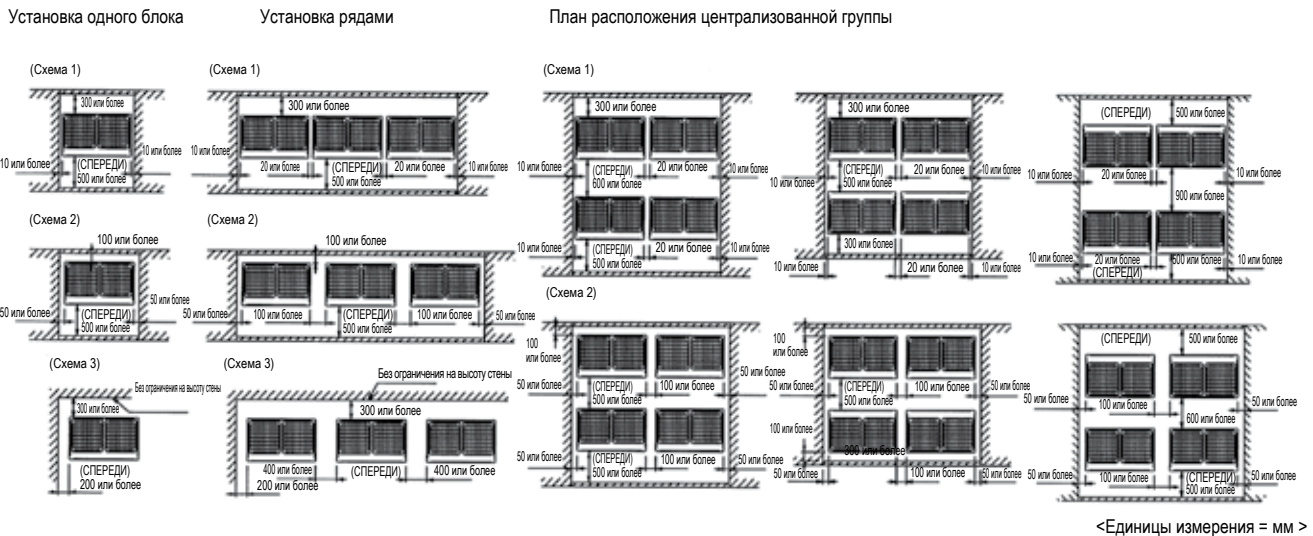 Установка одного блока
Установка рядами
План расположения централизованной группы
(Схема 1)
300 или более
10 или более
10 или более
(СПЕРЕДИ)
500 или более
(Схема 2)
100 или более
50 или более
50 или более
(СПЕРЕДИ)
500 или более
(Схема 3)
Без ограничения на высоту стены
300 или более
(СПЕРЕДИ)
200 или более
(Схема 1)
300 или более
10 или более
10 или более
20 или более
(СПЕРЕДИ)
20 или более
500 или более
(Схема 2)
100 или более
50 или более
50 или более
100 или более
(СПЕРЕДИ)
100 или более
500 или более
(Схема 3)
Без ограничения на высоту стены
300 или более
400 или более
(СПЕРЕДИ)
400 или более
200 или более
(Схема 1)
300 или более
10 или более
(СПЕРЕДИ)
20 или более
10 или более
600 или более
10 или более
(СПЕРЕДИ)
20 или более
10 или более
500 или более
300 или более
10 или более
(СПЕРЕДИ)
20 или более
10 или более
500 или более
300 или более
10 или более
20 или более
10 или более
(СПЕРЕДИ)
500 или более
10 или более
20 или более
10 или более
900 или более
10 или более
20 или более
500 или более
10 или более
(СПЕРЕДИ)
(Схема 2)
100
или более
50 или более
(СПЕРЕДИ)
100 или более
50 или более
500 или более
50 или более
(СПЕРЕДИ)
100 или более
50 или более
500 или более
100
или более
50 или более
(СПЕРЕДИ)
100 или более
50 или более
500 или более
100 или более
300 или более
50 или более
100 или более
50 или более
(СПЕРЕДИ)
500 или более
50 или более
100 или более
50 или более
600 или более
50 или более
100 или более
(СПЕРЕДИ)
50 или более
500 или более
<Единицы измерения = мм >